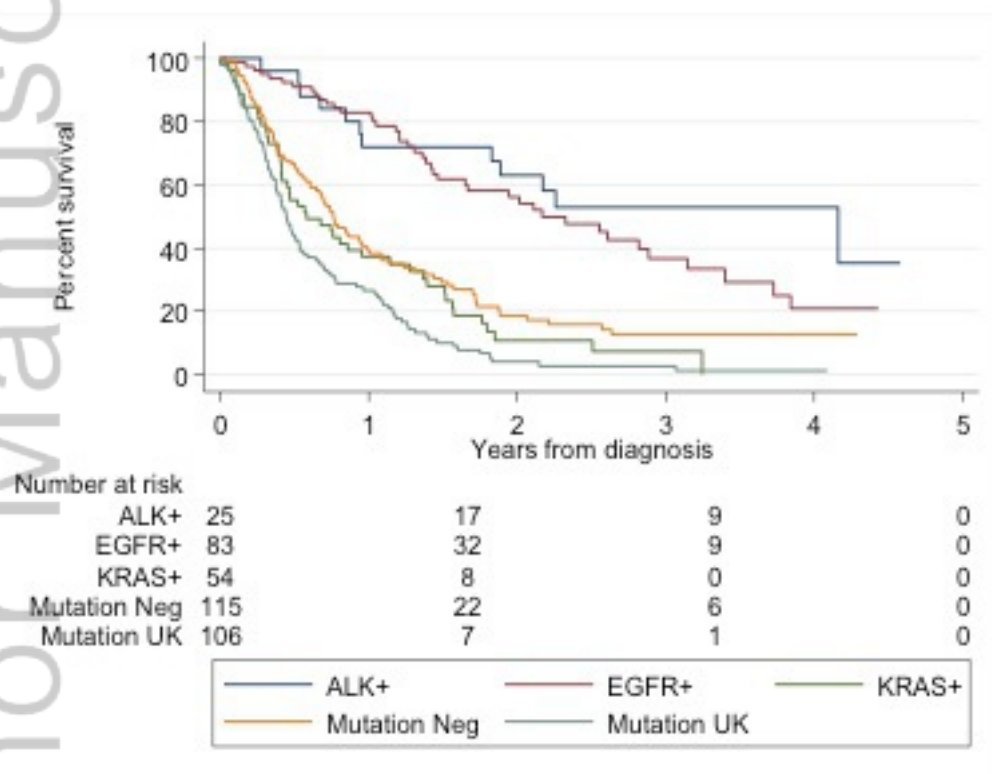 Percent survival
100
80
60
40
20
0
0 1 2 3 4 5
Years from diagnosis
Number at risk
ALK+ 25 17 9 0
EGFR+ 83 32 9 0
KRAS+ 54 8 0 0
Mutation Neg 115 22 6 0
Mutation UK 106 7 1 0
ALK+ EGFR+ KRAS+
Mutation Neg Mutation UK